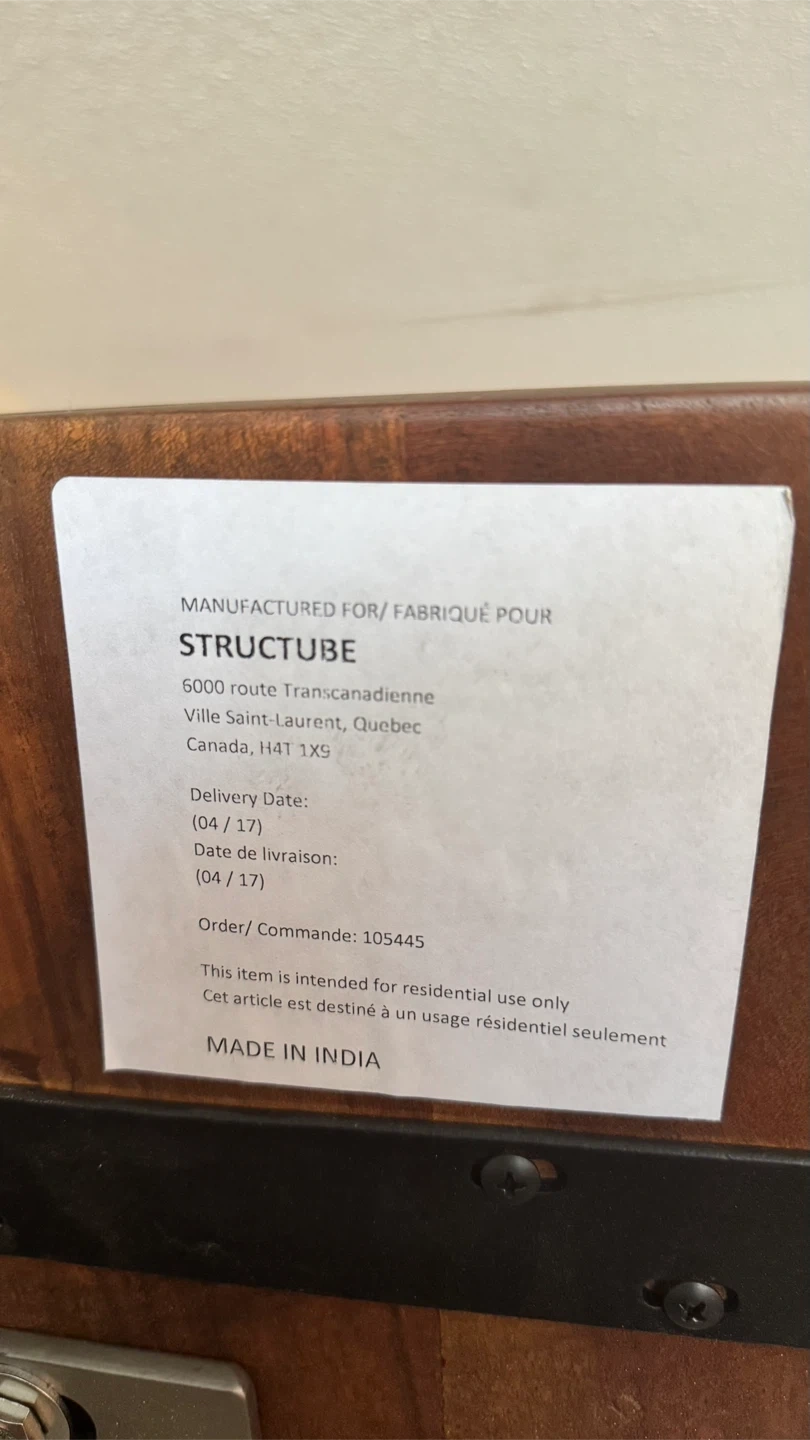 MANUFACTURED FOR/ FABRIQUÉ POUR
STRUCTUBE
6000 route Transcanadienne
Ville Saint-Laurent, Quebec
Canada, H4T 1X9
Delivery Date:
(04 / 17)
Date de livraison:
(04 / 17)
Order/ Commande: 105445
This item is intended for residential use only
Cet article est destiné à un usage résidentiel seulement
MADE IN INDIA